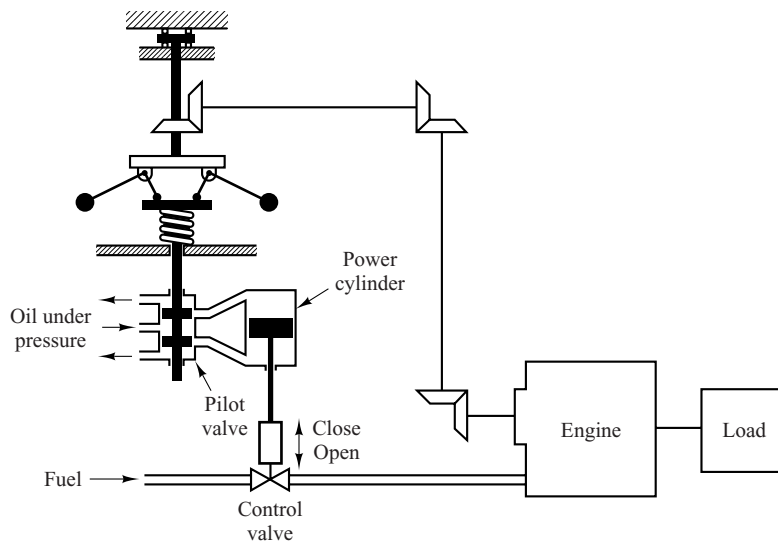 Power
cylinder
Oil under
pressure
Pilot
valve
Close
Open
Engine
Load
Fuel
Control
valve